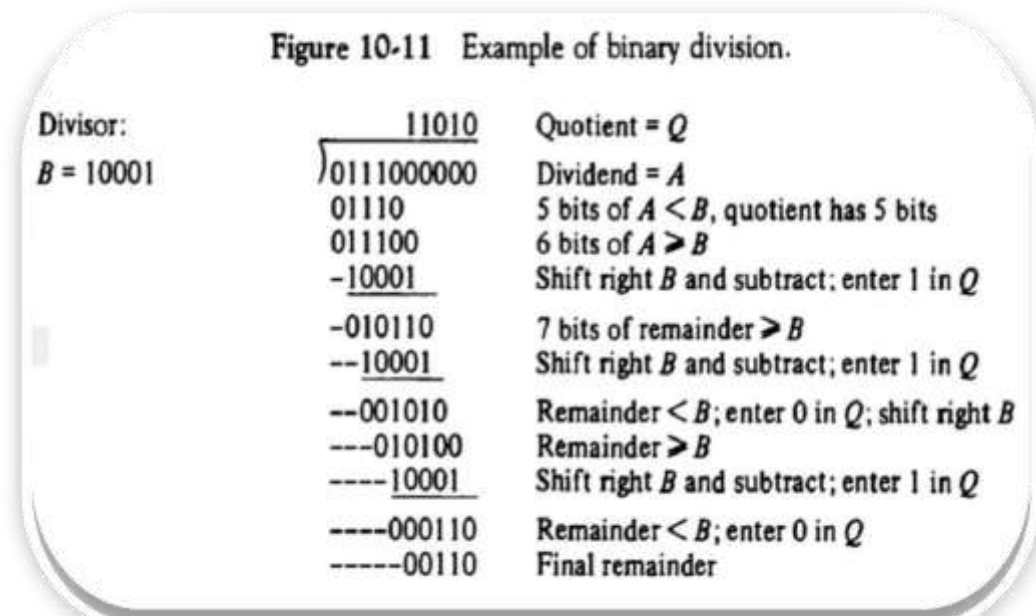 Figure 10-11 Example of binary division.
Divisor: 11010 Quotient = Q
B = 10001 )0111000000 Dividend = A
01110 5 bits of A < B, quotient has 5 bits
011100 6 bits of A ⩾ B
-10001 Shift right B and subtract; enter 1 in Q
-010110 7 bits of remainder ⩾ B
--10001 Shift right B and subtract; enter 1 in Q
--001010 Remainder < B; enter 0 in Q; shift right B
---010100 Remainder ⩾ B
----10001 Shift right B and subtract; enter 1 in Q
----000110 Remainder < B; enter 0 in Q
-----00110 Final remainder